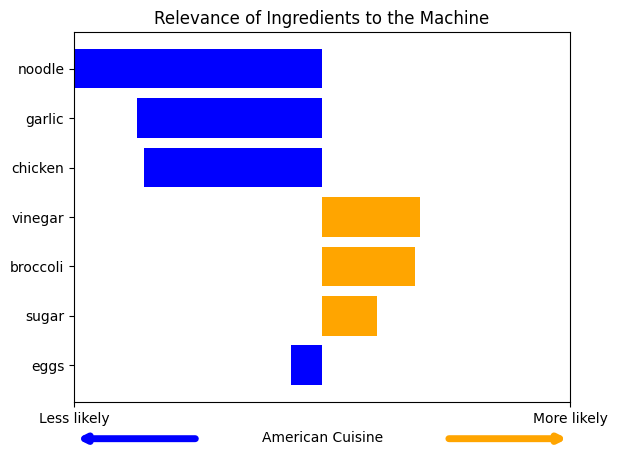 Relevance of Ingredients to the Machine
noodle
garlic
chicken
vinegar
broccoli
sugar
eggs
Less likely
More likely
American Cuisine